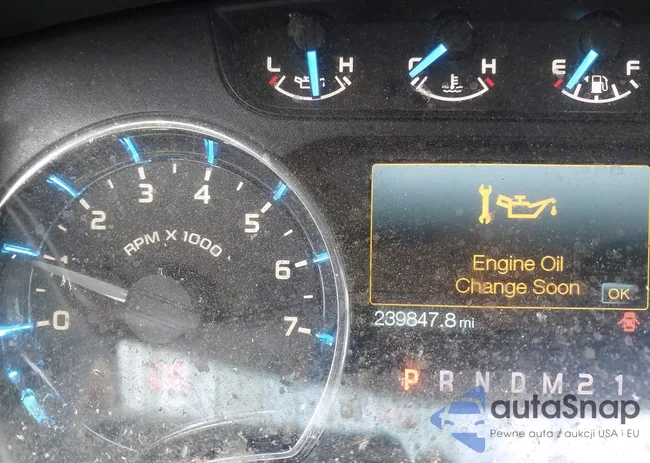 L H C H E F
0 1 2 3 4 5 6 7
RPM X 1000
Engine Oil
Change Soon
OK
239847.8 mi
P R N D M 2 1
autaSnap
Pewne auta z aukcji USA i EU